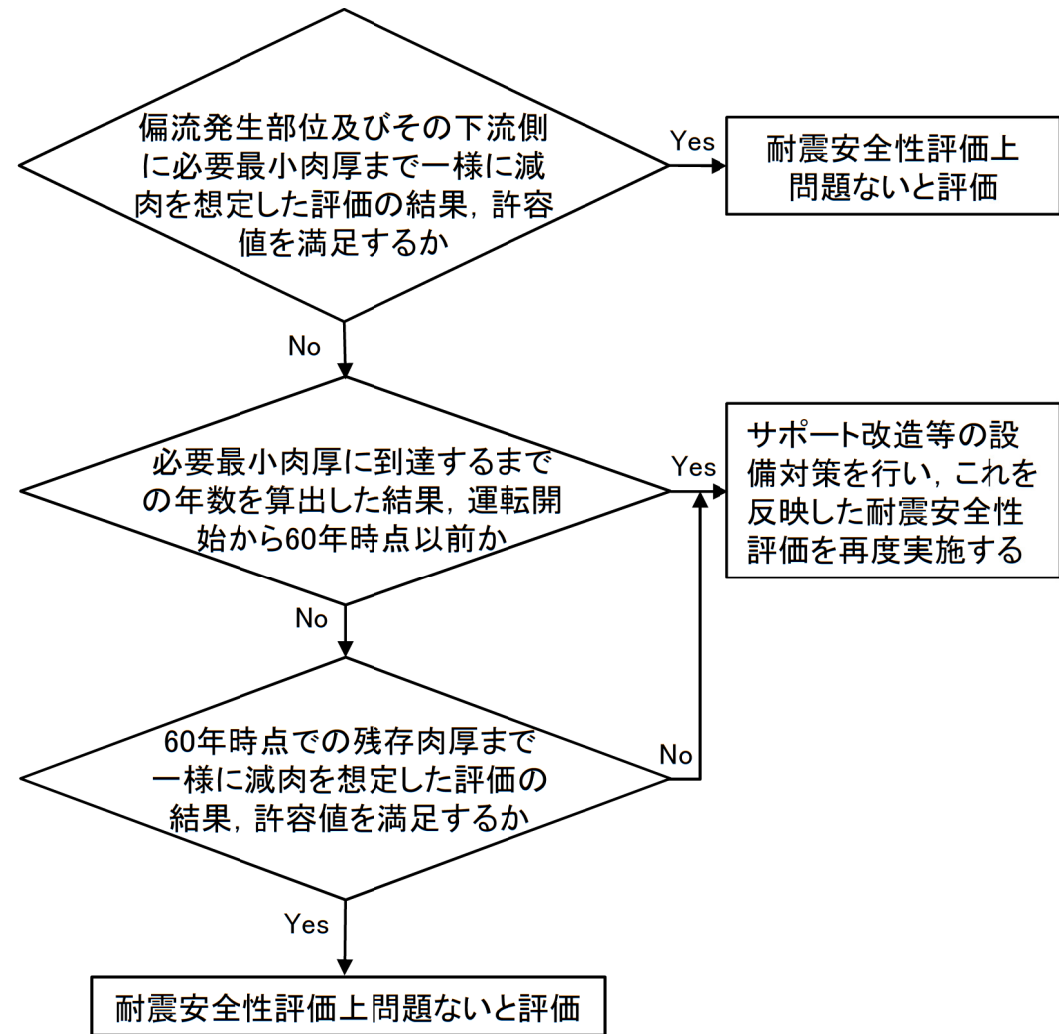 偏流発生部位及びその下流側
に必要最小肉厚まで一様に減
肉を想定した評価の結果，許容
値を満足するか
Yes
耐震安全性評価上
問題ないと評価
No
必要最小肉厚に到達するまで
の年数を算出した結果，運転開
始から60年時点以前か
Yes
サポート改造等の設
備対策を行い，これを
反映した耐震安全性
評価を再度実施する
No
60年時点での残存肉厚まで
一様に減肉を想定した評価の
結果，許容値を満足するか
No
Yes
耐震安全性評価上問題ないと評価